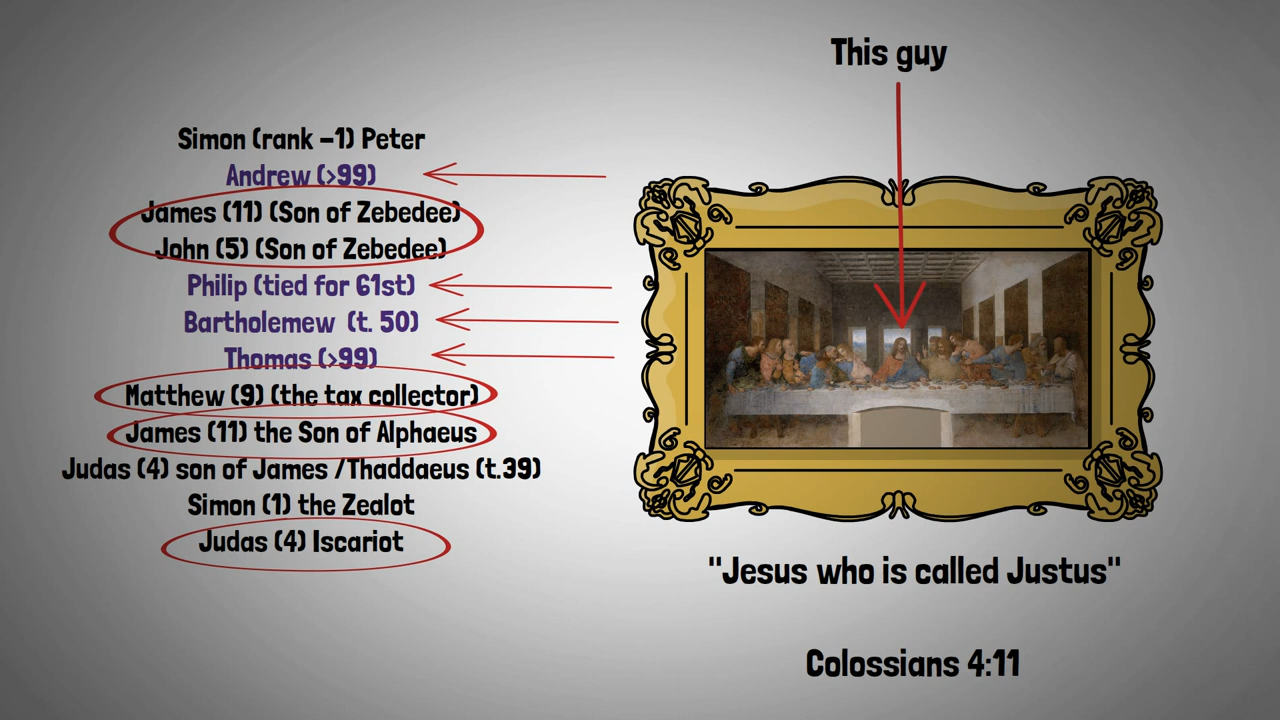 This guy
Simon (rank –1) Peter
Andrew (>99)
James (11) (Son of Zebedee)
John (5) (Son of Zebedee)
Philip (tied for 61st)
Bartholemew (t. 50)
Thomas (>99)
Matthew (9) (the tax collector)
James (11) the Son of Alphaeus
Judas (4) son of James /Thaddaeus (t.39)
Simon (1) the Zealot
Judas (4) Iscariot
"Jesus who is called Justus"
Colossians 4:11